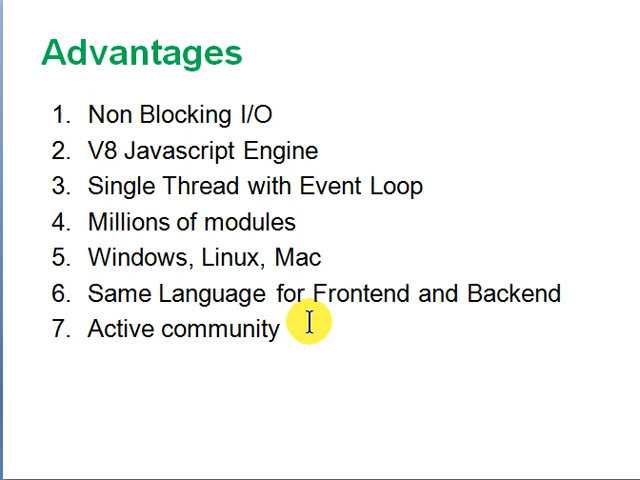 Advantages
1. Non Blocking I/O
2. V8 Javascript Engine
3. Single Thread with Event Loop
4. Millions of modules
5. Windows, Linux, Mac
6. Same Language for Frontend and Backend
7. Active community